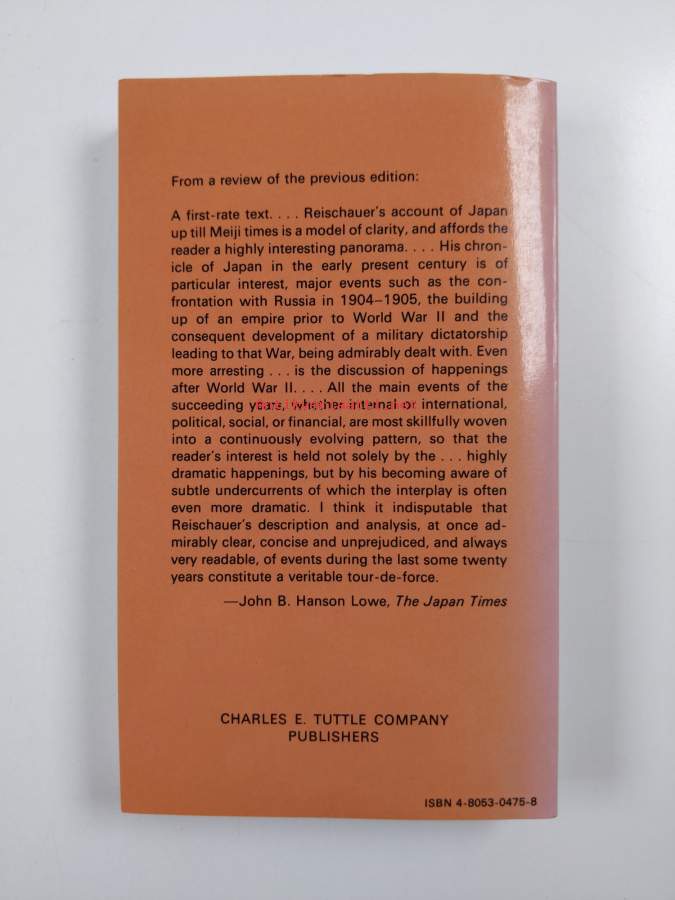 From a review of the previous edition:
A first-rate text. . . . Reischauer's account of Japan
up till Meiji times is a model of clarity, and affords the
reader a highly interesting panorama. . . . His chron-
icle of Japan in the early present century is of
particular interest, major events such as the con-
frontation with Russia in 1904–1905, the building
up of an empire prior to World War II and the
consequent development of a military dictatorship
leading to that War, being admirably dealt with. Even
more arresting . . . is the discussion of happenings
after World War II. . . . All the main events of the
succeeding years, whether internal or international,
political, social, or financial, are most skillfully woven
into a continuously evolving pattern, so that the
reader's interest is held not solely by the . . . highly
dramatic happenings, but by his becoming aware of
subtle undercurrents of which the interplay is often
even more dramatic. I think it indisputable that
Reischauer's description and analysis, at once ad-
mirably clear, concise and unprejudiced, and always
very readable, of events during the last some twenty
years constitute a veritable tour-de-force.
—John B. Hanson Lowe, The Japan Times
CHARLES E. TUTTLE COMPANY
PUBLISHERS
ISBN 4-8053-0475-8